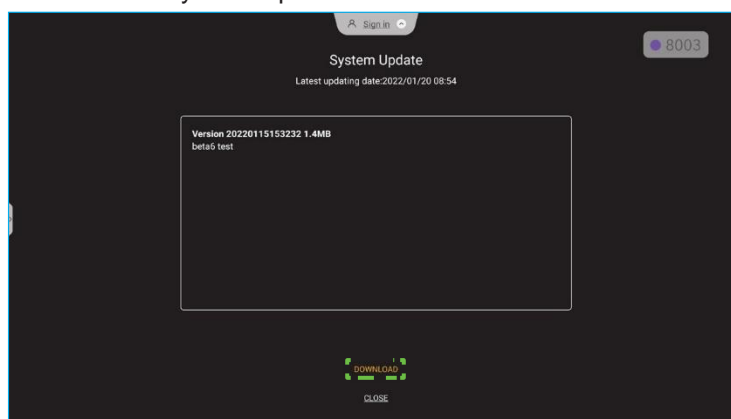 Sign in
8003
System Update
Latest updating date:2022/01/20 08:54
Version 20220115153232 1.4MB
beta6 test
DOWNLOAD
CLOSE